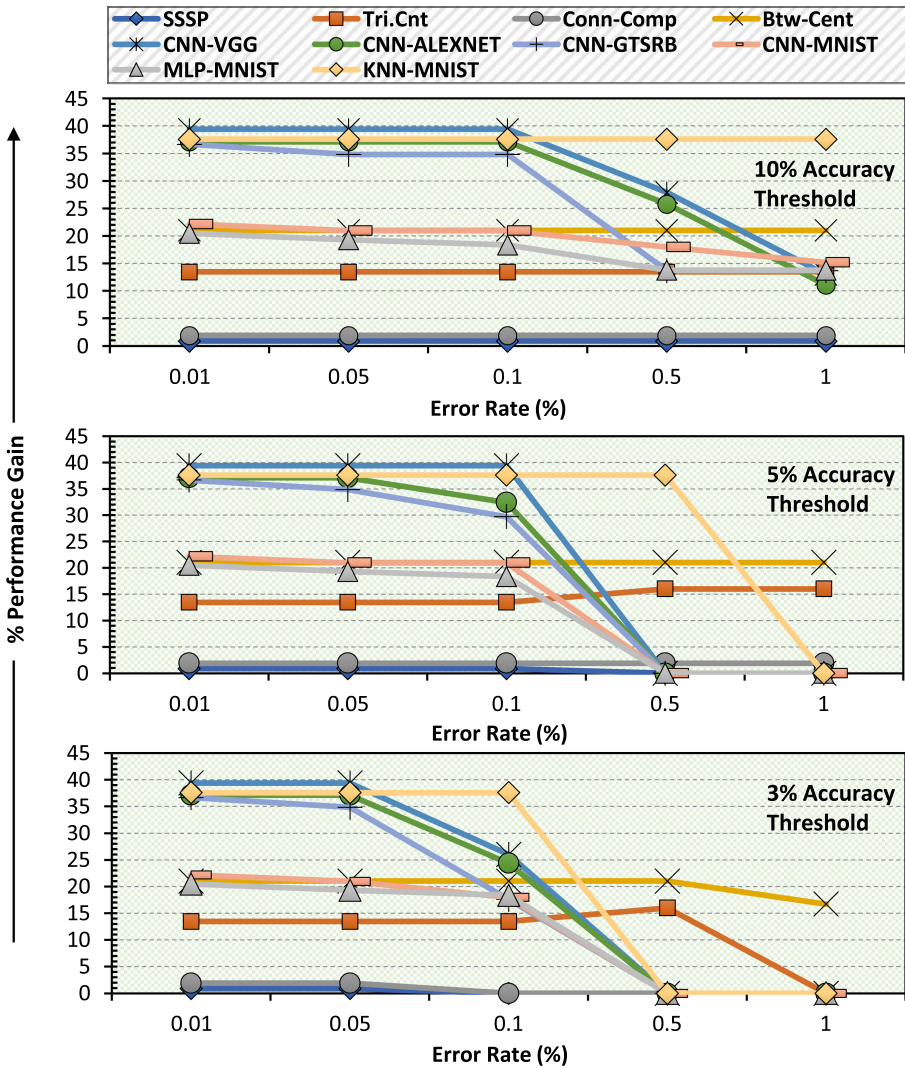 SSSP Tri.Cnt Conn-Comp Btw-Cent
CNN-VGG CNN-ALEXNET CNN-GTSRB CNN-MNIST
MLP-MNIST KNN-MNIST
% Performance Gain
45
40
35
30
25
20
15
10
5
0
10% Accuracy
Threshold
0.01 0.05 0.1 0.5 1
Error Rate (%)
45
40
35
30
25
20
15
10
5
0
5% Accuracy
Threshold
0.01 0.05 0.1 0.5 1
Error Rate (%)
45
40
35
30
25
20
15
10
5
0
3% Accuracy
Threshold
0.01 0.05 0.1 0.5 1
Error Rate (%)